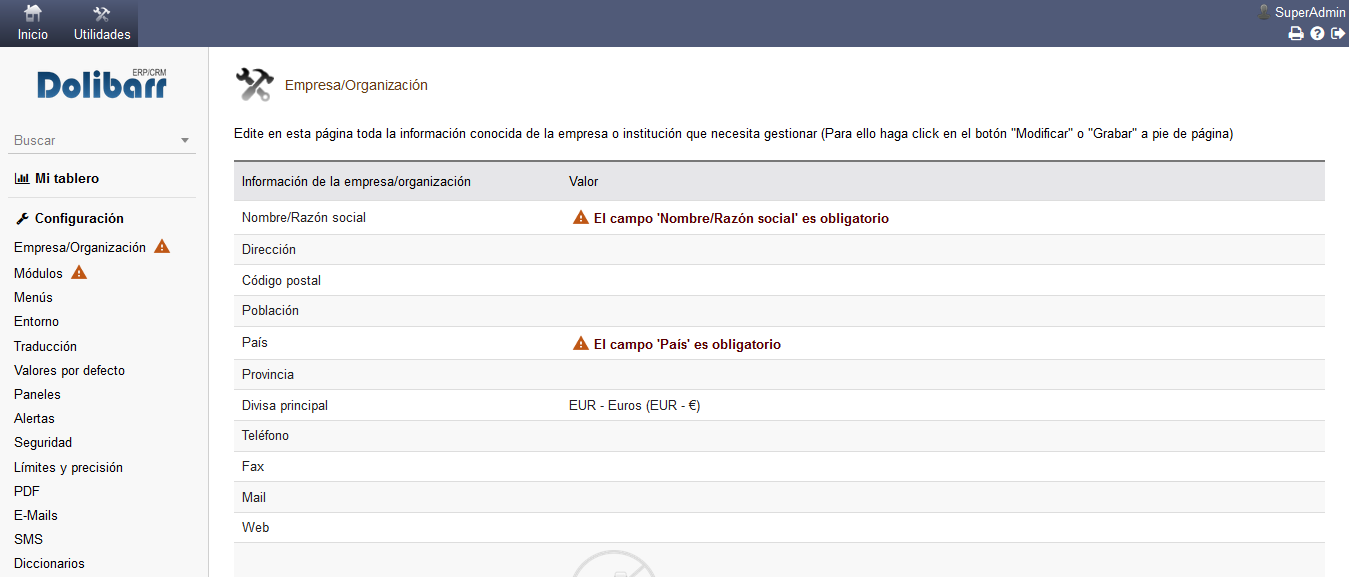 SuperAdmin
Inicio Utilidades
ERP/CRM
Dolibarr
Buscar
Mi tablero
Configuración
Empresa/Organización
Módulos
Menús
Entorno
Traducción
Valores por defecto
Paneles
Alertas
Seguridad
Límites y precisión
PDF
E-Mails
SMS
Diccionarios
Empresa/Organización
Edite en esta página toda la información conocida de la empresa o institución que necesita gestionar (Para ello haga click en el botón "Modificar" o "Grabar" a pie de página)
Información de la empresa/organización Valor
Nombre/Razón social El campo 'Nombre/Razón social' es obligatorio
Dirección
Código postal
Población
País El campo 'País' es obligatorio
Provincia
Divisa principal EUR - Euros (EUR - €)
Teléfono
Fax
Mail
Web